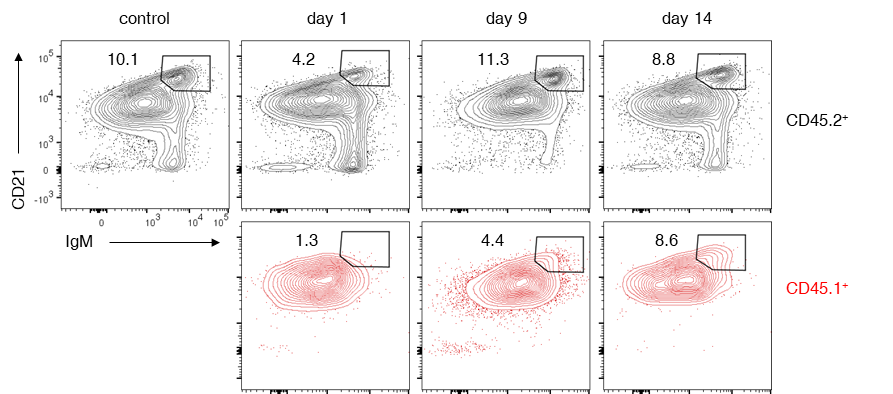 control day 1 day 9 day 14
10.1 4.2 11.3 8.8
CD45.2⁺
10⁵
10⁴
10³
0
-10³
CD21
0 10³ 10⁴ 10⁵
IgM
1.3 4.4 8.6
CD45.1⁺